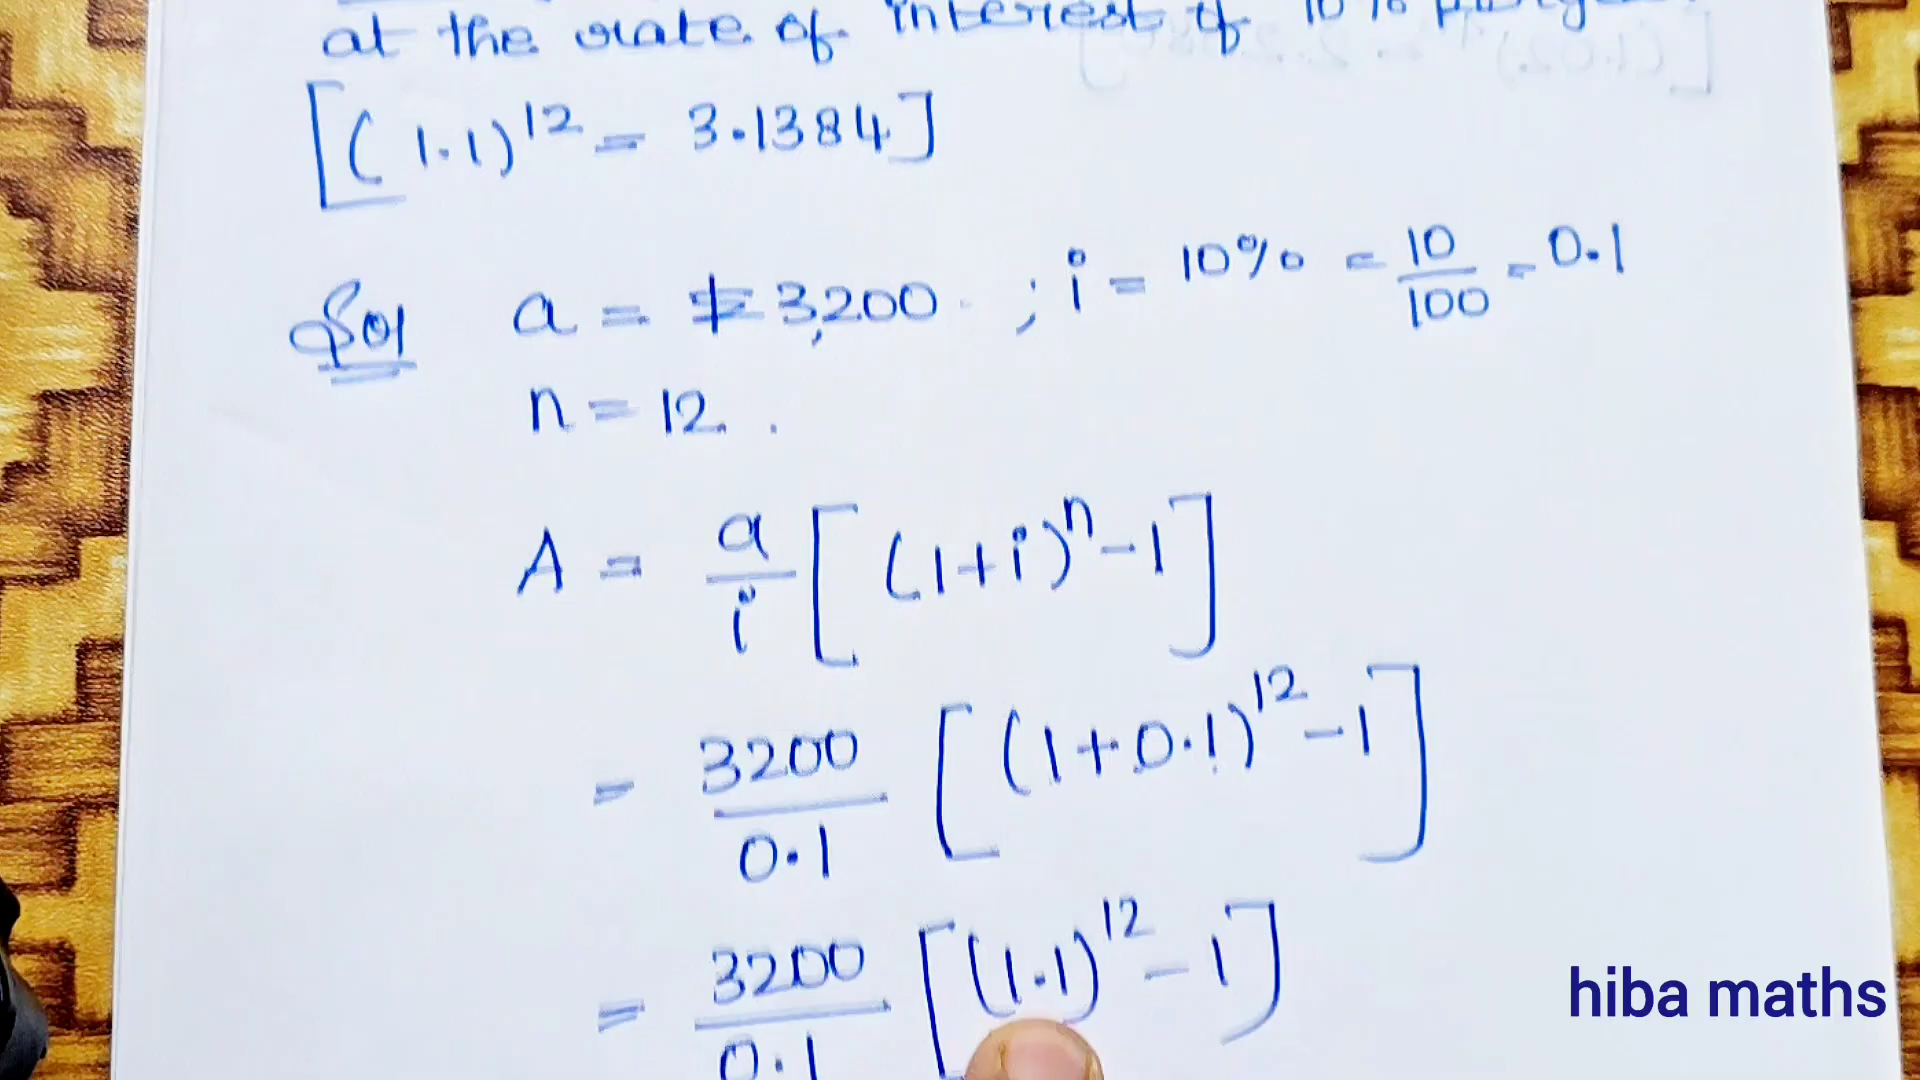 at the rate of interest of 10%
[(1.1)^12 = 3.1384]
Sol a = ₹ 3,200 ; i = 10% = 10/100 = 0.1
n = 12.
A = a/i [(1+i)^n - 1]
= 3200/0.1 [(1+0.1)^12 - 1]
= 3200/0.1 [(1.1)^12 - 1]
hiba maths